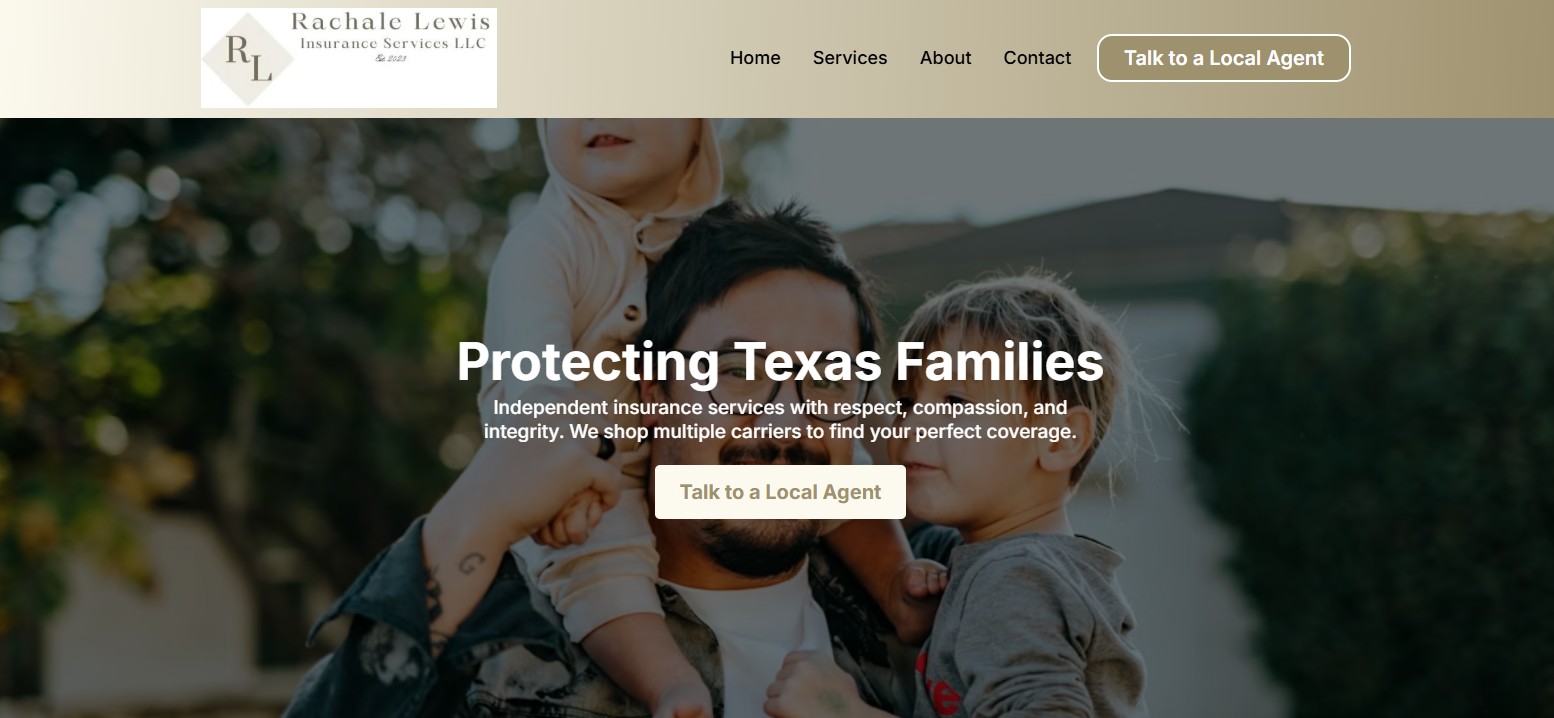 Rachale Lewis
Insurance Services LLC
Est. 2023
RL
Home
Services
About
Contact
Talk to a Local Agent
Protecting Texas Families
Independent insurance services with respect, compassion, and
integrity. We shop multiple carriers to find your perfect coverage.
Talk to a Local Agent